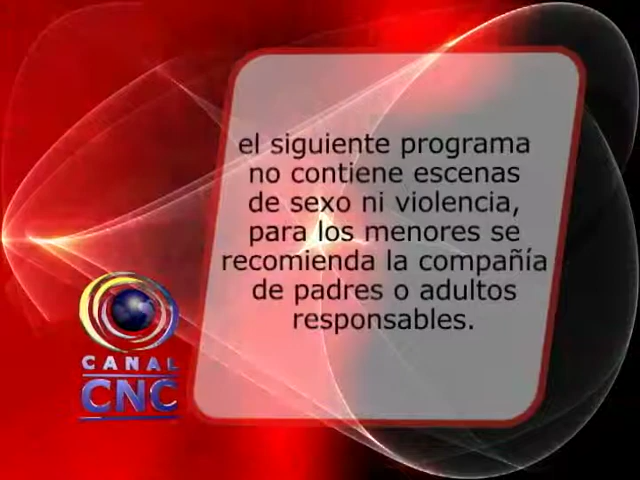 el siguiente programa
no contiene escenas
de sexo ni violencia,
para los menores se
recomienda la compañía
de padres o adultos
responsables.
CANAL
CNC